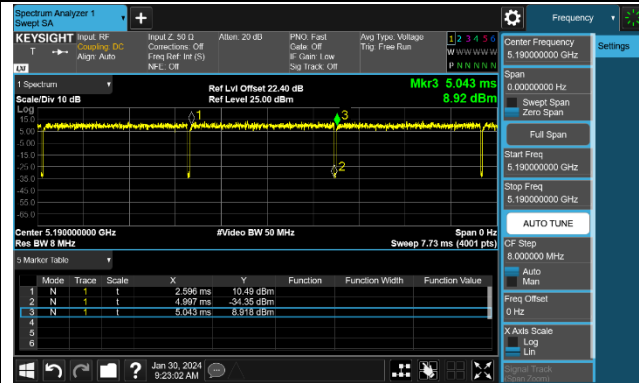 Spectrum Analyzer 1
Swept SA
Frequency
KEYSIGHT
Input: RF
Coupling: DC
Align: Auto
Input Z: 50 Ω
Corrections: Off
Freq Ref: Int (S)
NFE: Off
Atten: 20 dB
PNO: Fast
Gate: Off
IF Gain: Low
Sig Track: Off
Avg Type: Voltage
Trig: Free Run
1 2 3 4 5 6
W W W W W W
P N N N N N
T
LXI
1 Spectrum
Scale/Div 10 dB
Ref Lvl Offset 22.40 dB
Ref Level 25.00 dBm
Mkr3 5.043 ms
8.92 dBm
Log
15.0
5.00
-5.00
-15.0
-25.0
-35.0
-45.0
-55.0
-65.0
1
2
3
Center 5.190000000 GHz
Res BW 8 MHz
#Video BW 50 MHz
Span 0 Hz
Sweep 7.73 ms (4001 pts)
5 Marker Table
Mode Trace Scale X Y Function Function Width Function Value
1 N 1 t 2.596 ms 10.49 dBm
2 N 1 t 4.997 ms -34.35 dBm
3 N 1 t 5.043 ms 8.918 dBm
4
5
6
Jan 30, 2024
9:23:02 AM
Center Frequency
5.190000000 GHz
Settings
Span
0.00000000 Hz
Swept Span
Zero Span
Full Span
Start Freq
5.190000000 GHz
Stop Freq
5.190000000 GHz
AUTO TUNE
CF Step
8.000000 MHz
Auto
Man
Freq Offset
0 Hz
X Axis Scale
Log
Lin
Signal Track
(Span Zoom)